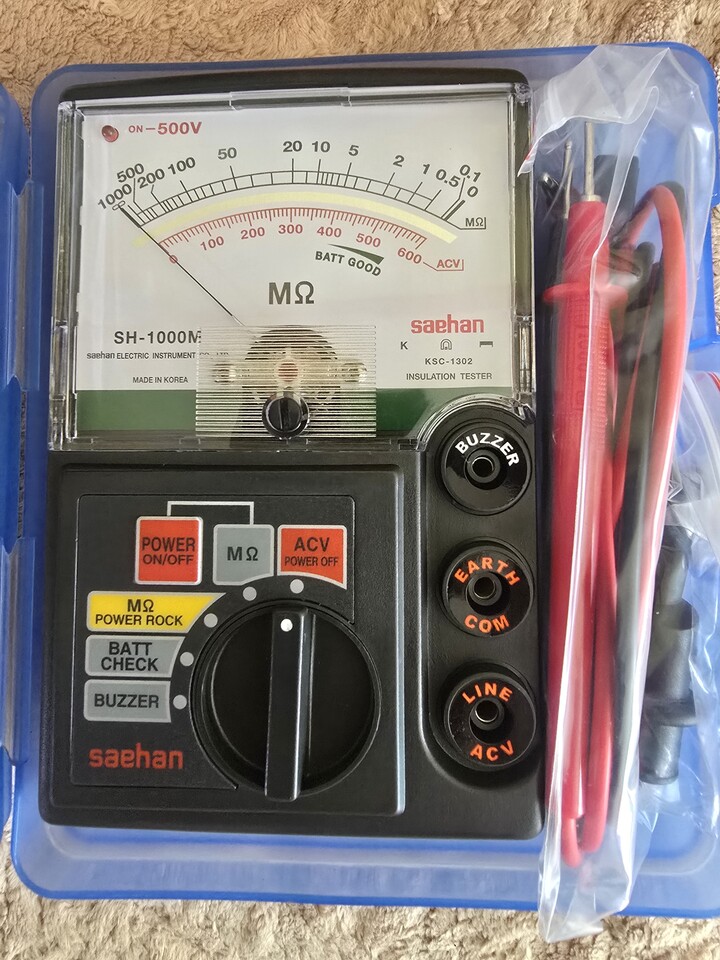 ON-500V
1000 500 200 100 50 20 10 5 2 1 0.5 0.1 0
∞
MΩ
0 100 200 300 400 500 600
ACV
BATT GOOD
MΩ
SH-1000M
saehan ELECTRIC INSTRUMENT CO., LTD
MADE IN KOREA
saehan
K
KSC-1302
INSULATION TESTER
BUZZER
EARTH
COM
LINE
ACV
POWER
ON/OFF
MΩ
ACV
POWER OFF
MΩ
POWER ROCK
BATT
CHECK
BUZZER
saehan